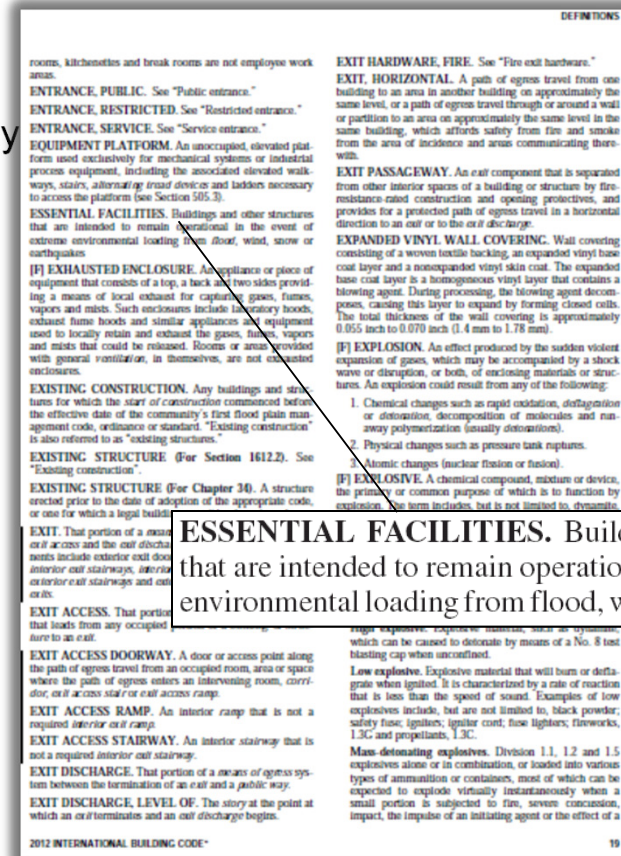 DEFINITIONS
rooms, kitchenettes and break rooms are not employee work
areas.
ENTRANCE, PUBLIC. See "Public entrance."
ENTRANCE, RESTRICTED. See "Restricted entrance."
ENTRANCE, SERVICE. See "Service entrance."
y
EQUIPMENT PLATFORM. An unoccupied, elevated plat-
form used exclusively for mechanical systems or industrial
process equipment, including the associated elevated walk-
ways, stairs, alternating tread devices and ladders necessary
to access the platform (see Section 505.3).
ESSENTIAL FACILITIES. Buildings and other structures
that are intended to remain operational in the event of
extreme environmental loading from flood, wind, snow or
earthquakes
[F] EXHAUSTED ENCLOSURE. An appliance or piece of
equipment that consists of a top, a back and two sides provid-
ing a means of local exhaust for capturing gases, fumes,
vapors and mists. Such enclosures include laboratory hoods,
exhaust fume hoods and similar appliances and equipment
used to locally retain and exhaust the gases, fumes, vapors
and mists that could be released. Rooms or areas provided
with general ventilation, in themselves, are not exhausted
enclosures.
EXISTING CONSTRUCTION. Any buildings and struc-
tures for which the start of construction commenced before
the effective date of the community's first flood plain man-
agement code, ordinance or standard. "Existing construction"
is also referred to as "existing structures."
EXISTING STRUCTURE (For Section 1612.2). See
"Existing construction".
EXISTING STRUCTURE (For Chapter 34). A structure
erected prior to the date of adoption of the appropriate code,
or one for which a legal buildi
EXIT. That portion of a mean
exit access and the exit discha
nents include exterior exit doo
interior exit stairways, interio
exterior exit stairways and exte
exits.
EXIT ACCESS. That portio
that leads from any occupied
ture to an exit.
EXIT ACCESS DOORWAY. A door or access point along
the path of egress travel from an occupied room, area or space
where the path of egress enters an intervening room, corri-
dor, exit access stair or exit access ramp.
EXIT ACCESS RAMP. An interior ramp that is not a
required interior exit ramp.
EXIT ACCESS STAIRWAY. An interior stairway that is
not a required interior exit stairway.
EXIT DISCHARGE. That portion of a means of egress sys-
tem between the termination of an exit and a public way.
EXIT DISCHARGE, LEVEL OF. The story at the point at
which an exit terminates and an exit discharge begins.
EXIT HARDWARE, FIRE. See "Fire exit hardware."
EXIT, HORIZONTAL. A path of egress travel from one
building to an area in another building on approximately the
same level, or a path of egress travel through or around a wall
or partition to an area on approximately the same level in the
same building, which affords safety from fire and smoke
from the area of incidence and areas communicating there-
with.
EXIT PASSAGEWAY. An exit component that is separated
from other interior spaces of a building or structure by fire-
resistance-rated construction and opening protectives, and
provides for a protected path of egress travel in a horizontal
direction to an exit or to the exit discharge.
EXPANDED VINYL WALL COVERING. Wall covering
consisting of a woven textile backing, an expanded vinyl base
coat layer and a nonexpanded vinyl skin coat. The expanded
base coat layer is a homogeneous vinyl layer that contains a
blowing agent. During processing, the blowing agent decom-
poses, causing this layer to expand by forming closed cells.
The total thickness of the wall covering is approximately
0.055 inch to 0.070 inch (1.4 mm to 1.78 mm).
[F] EXPLOSION. An effect produced by the sudden violent
expansion of gases, which may be accompanied by a shock
wave or disruption, or both, of enclosing materials or struc-
tures. An explosion could result from any of the following:
1. Chemical changes such as rapid oxidation, deflagration
or detonation, decomposition of molecules and run-
away polymerization (usually detonations).
2. Physical changes such as pressure tank ruptures.
3. Atomic changes (nuclear fission or fusion).
[F] EXPLOSIVE. A chemical compound, mixture or device,
the primary or common purpose of which is to function by
explosion. The term includes, but is not limited to, dynamite,
ESSENTIAL FACILITIES. Build
that are intended to remain operatio
environmental loading from flood, w
High explosive. Explosive material, such as dynamite,
which can be caused to detonate by means of a No. 8 test
blasting cap when unconfined.
Low explosive. Explosive material that will burn or defla-
grate when ignited. It is characterized by a rate of reaction
that is less than the speed of sound. Examples of low
explosives include, but are not limited to, black powder;
safety fuse; igniters; igniter cord; fuse lighters; fireworks,
1.3G and propellants, 1.3C.
Mass-detonating explosives. Division 1.1, 1.2 and 1.5
explosives alone or in combination, or loaded into various
types of ammunition or containers, most of which can be
expected to explode virtually instantaneously when a
small portion is subjected to fire, severe concussion,
impact, the impulse of an initiating agent or the effect of a
2012 INTERNATIONAL BUILDING CODE®
19